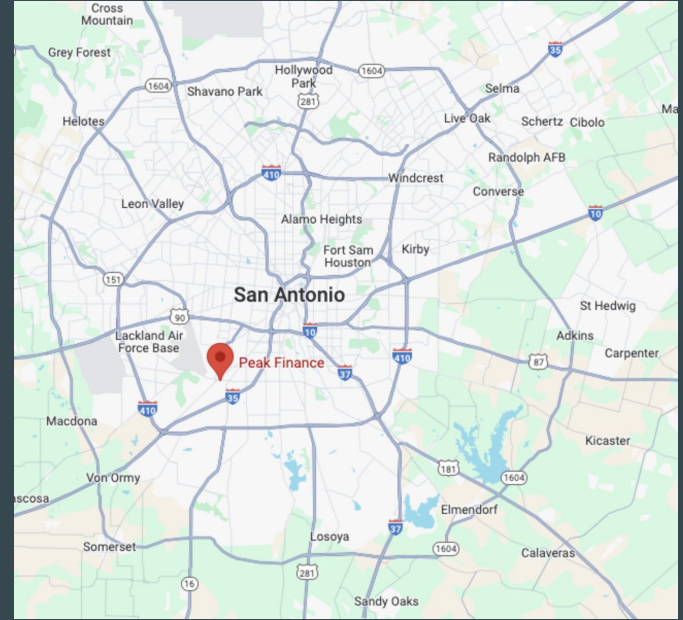 Cross
Mountain
Grey Forest
35
Hollywood
Park
1604
1604
Shavano Park
281
Selma
Helotes
Live Oak
Schertz
Cibolo
Ma
Randolph AFB
410
Windcrest
Converse
Leon Valley
10
Alamo Heights
Fort Sam
Houston
Kirby
151
San Antonio
90
St Hedwig
10
Lackland Air
Force Base
Adkins
410
87
Carpenter
Peak Finance
37
35
410
Macdona
Kicaster
181
Von Ormy
1604
ascosa
Elmendorf
37
Losoya
Somerset
1604
Calaveras
281
16
Sandy Oaks